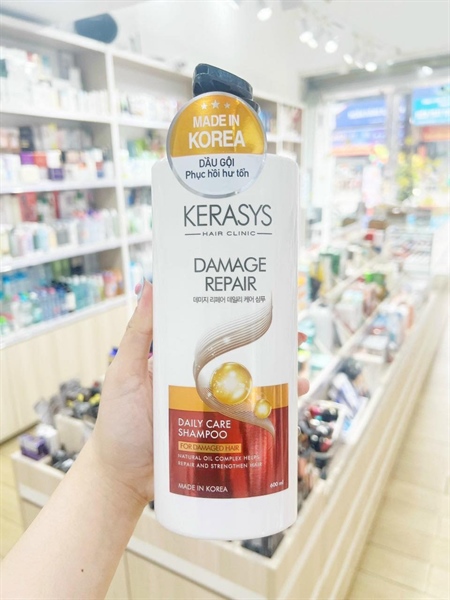 MADE IN
KOREA
DẦU GỘI
Phục hồi hư tổn
KERASYS
HAIR CLINIC
DAMAGE
REPAIR
데미지 리페어 데일리 케어 샴푸
DAILY CARE
SHAMPOO
FOR DAMAGED HAIR
NATURAL OIL COMPLEX HELPS
REPAIR AND STRENGTHEN HAIR
MADE IN KOREA
600 ml